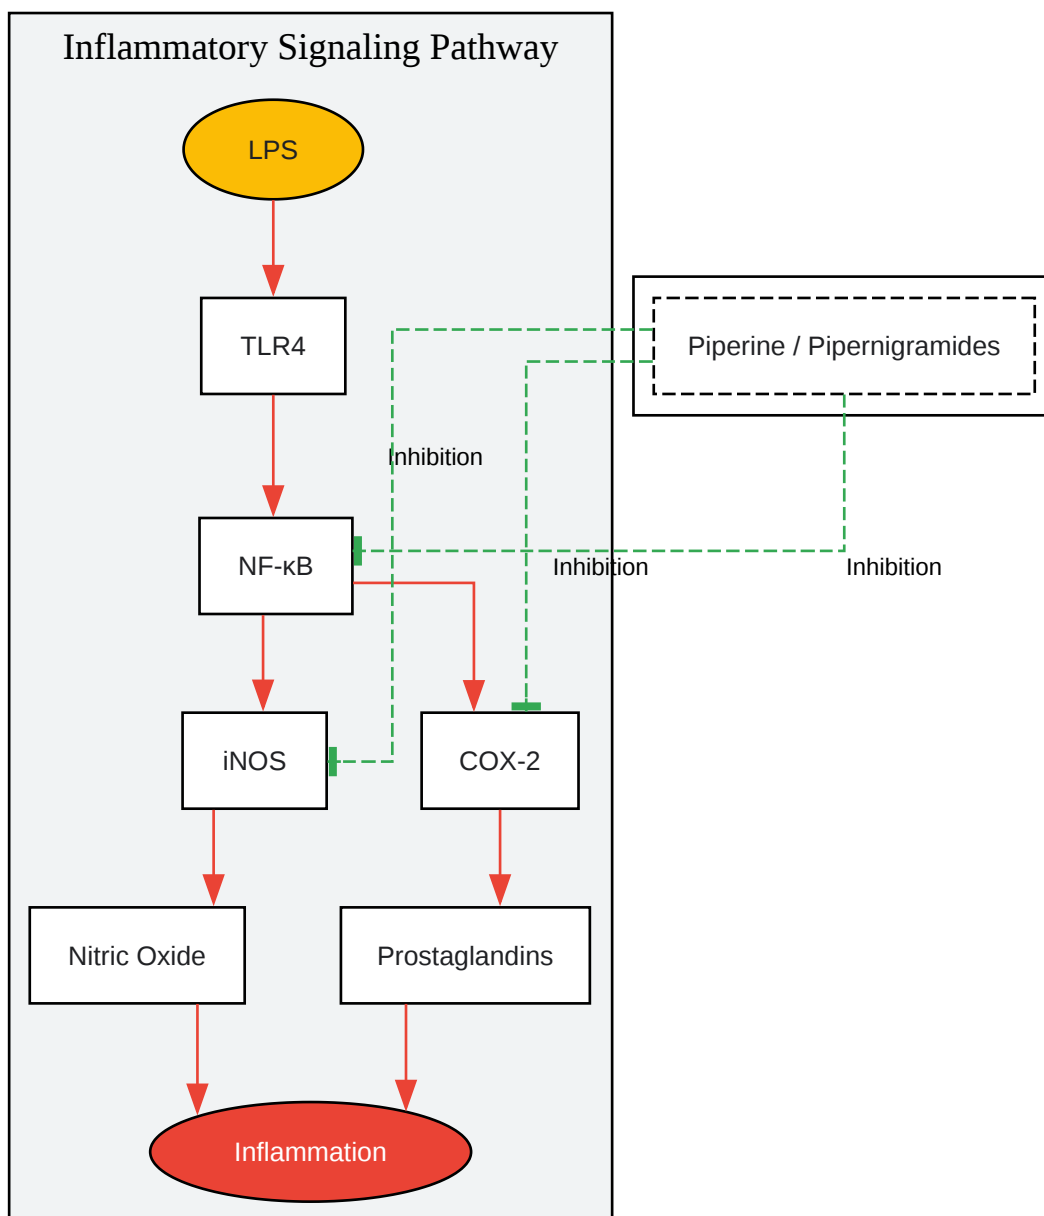 Inflammatory Signaling Pathway
LPS
TLR4
Piperine / Pipernigramides
Inhibition
NF-κB
Inhibition
Inhibition
iNOS
COX-2
Nitric Oxide
Prostaglandins
Inflammation